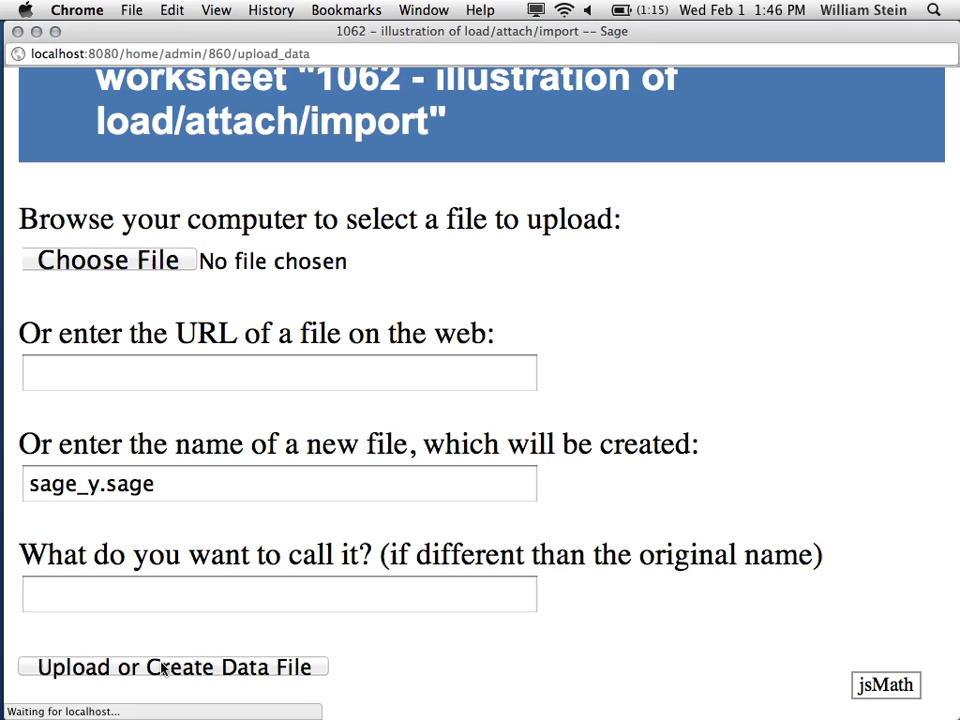 Chrome File Edit View History Bookmarks Window Help (1:15) Wed Feb 1 1:46 PM William Stein
1062 - illustration of load/attach/import -- Sage
localhost:8080/home/admin/860/upload_data
worksheet "1062 - illustration of
load/attach/import"
Browse your computer to select a file to upload:
Choose File No file chosen
Or enter the URL of a file on the web:
Or enter the name of a new file, which will be created:
sage_y.sage
What do you want to call it? (if different than the original name)
Upload or Create Data File
jsMath
Waiting for localhost...